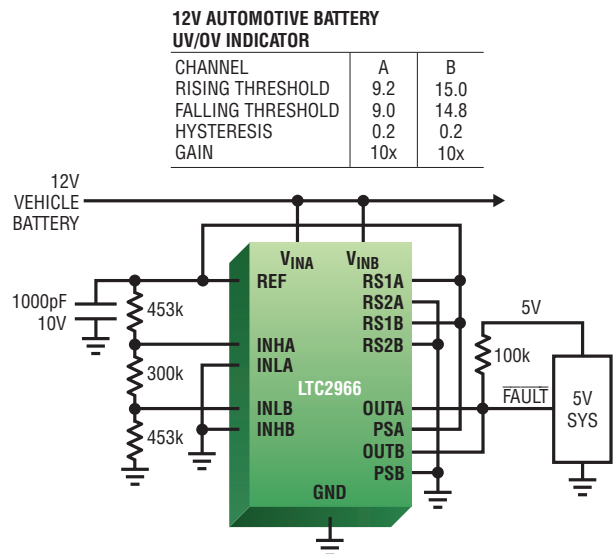 12V AUTOMOTIVE BATTERY
UV/OV INDICATOR
CHANNEL A B
RISING THRESHOLD 9.2 15.0
FALLING THRESHOLD 9.0 14.8
HYSTERESIS 0.2 0.2
GAIN 10x 10x
12V
VEHICLE
BATTERY
VINA VINB
REF RS1A
RS2A
RS1B
RS2B
1000pF
10V
453k
5V
100k
INHA
INLA
300k
LTC2966
FAULT
5V
SYS
INLB OUTA
INHB PSA
453k
OUTB
PSB
GND